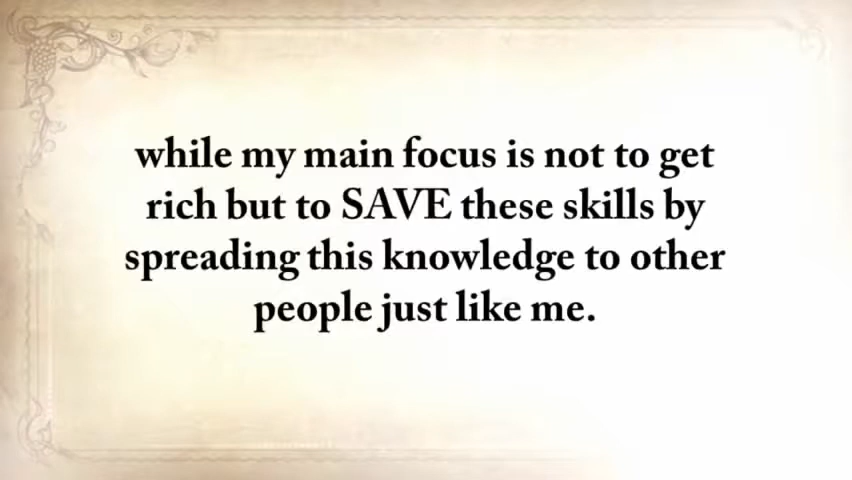 while my main focus is not to get
rich but to SAVE these skills by
spreading this knowledge to other
people just like me.